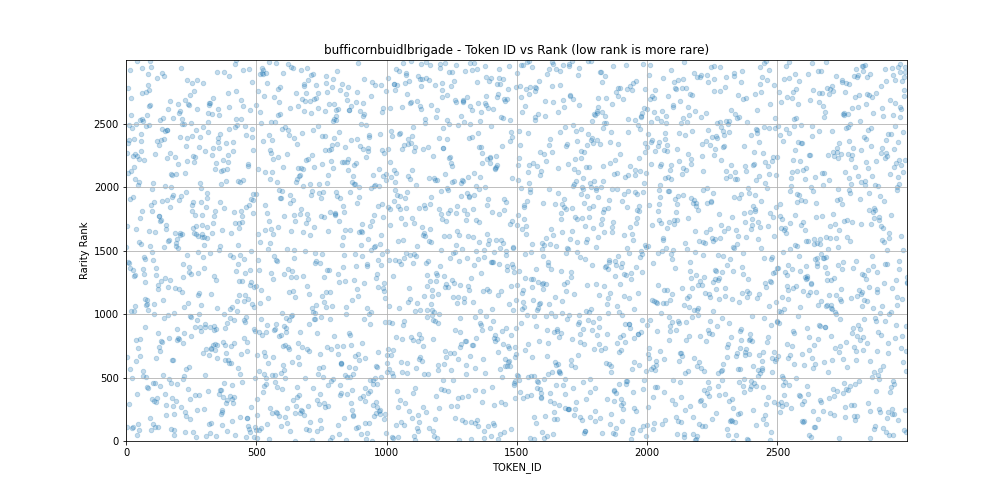 bufficornbuidlbrigade - Token ID vs Rank (low rank is more rare)
Rarity Rank
2500
2000
1500
1000
500
0
0 500 1000 1500 2000 2500
TOKEN_ID